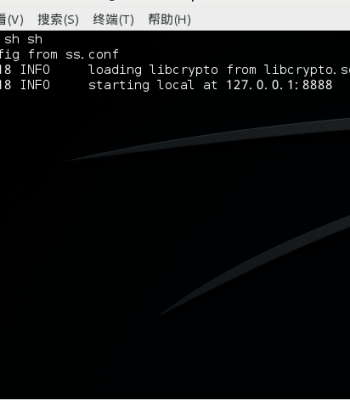 看(V) 搜索(S) 终端(T) 帮助(H)
sh sh
fig from ss.conf
18 INFO loading libcrypto from libcrypto.so
18 INFO starting local at 127.0.0.1:8888